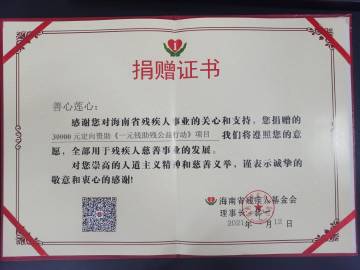 捐赠证书
善心莲心：
感谢您对海南省残疾人事业的关心和支持，您捐赠的
30000元定向资助《一元钱助残公益行动》项目 我们将遵照您的意
愿，全部用于残疾人慈善事业的发展。
对您崇高的人道主义精神和慈善义举，谨表示诚挚的
敬意和衷心的感谢！
海南省残疾人基金会
理事长：
2021年 月12日